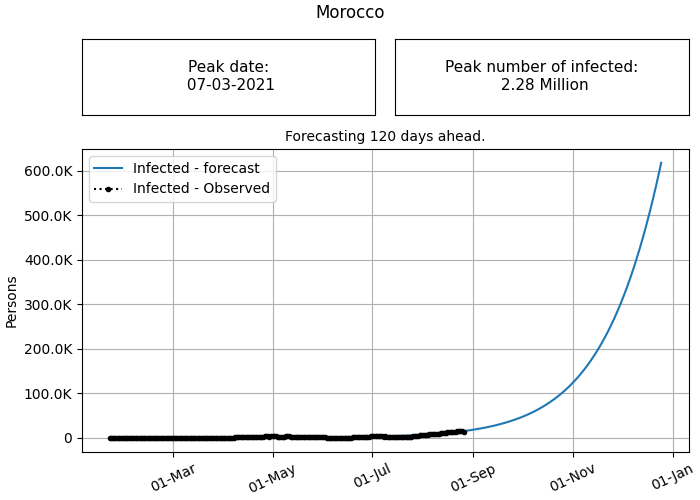 Morocco
Peak date:
07-03-2021
Peak number of infected:
2.28 Million
Forecasting 120 days ahead.
Infected - forecast
Infected - Observed
600.0K
500.0K
400.0K
300.0K
200.0K
100.0K
0
Persons
01-Mar
01-May
01-Jul
01-Sep
01-Nov
01-Jan